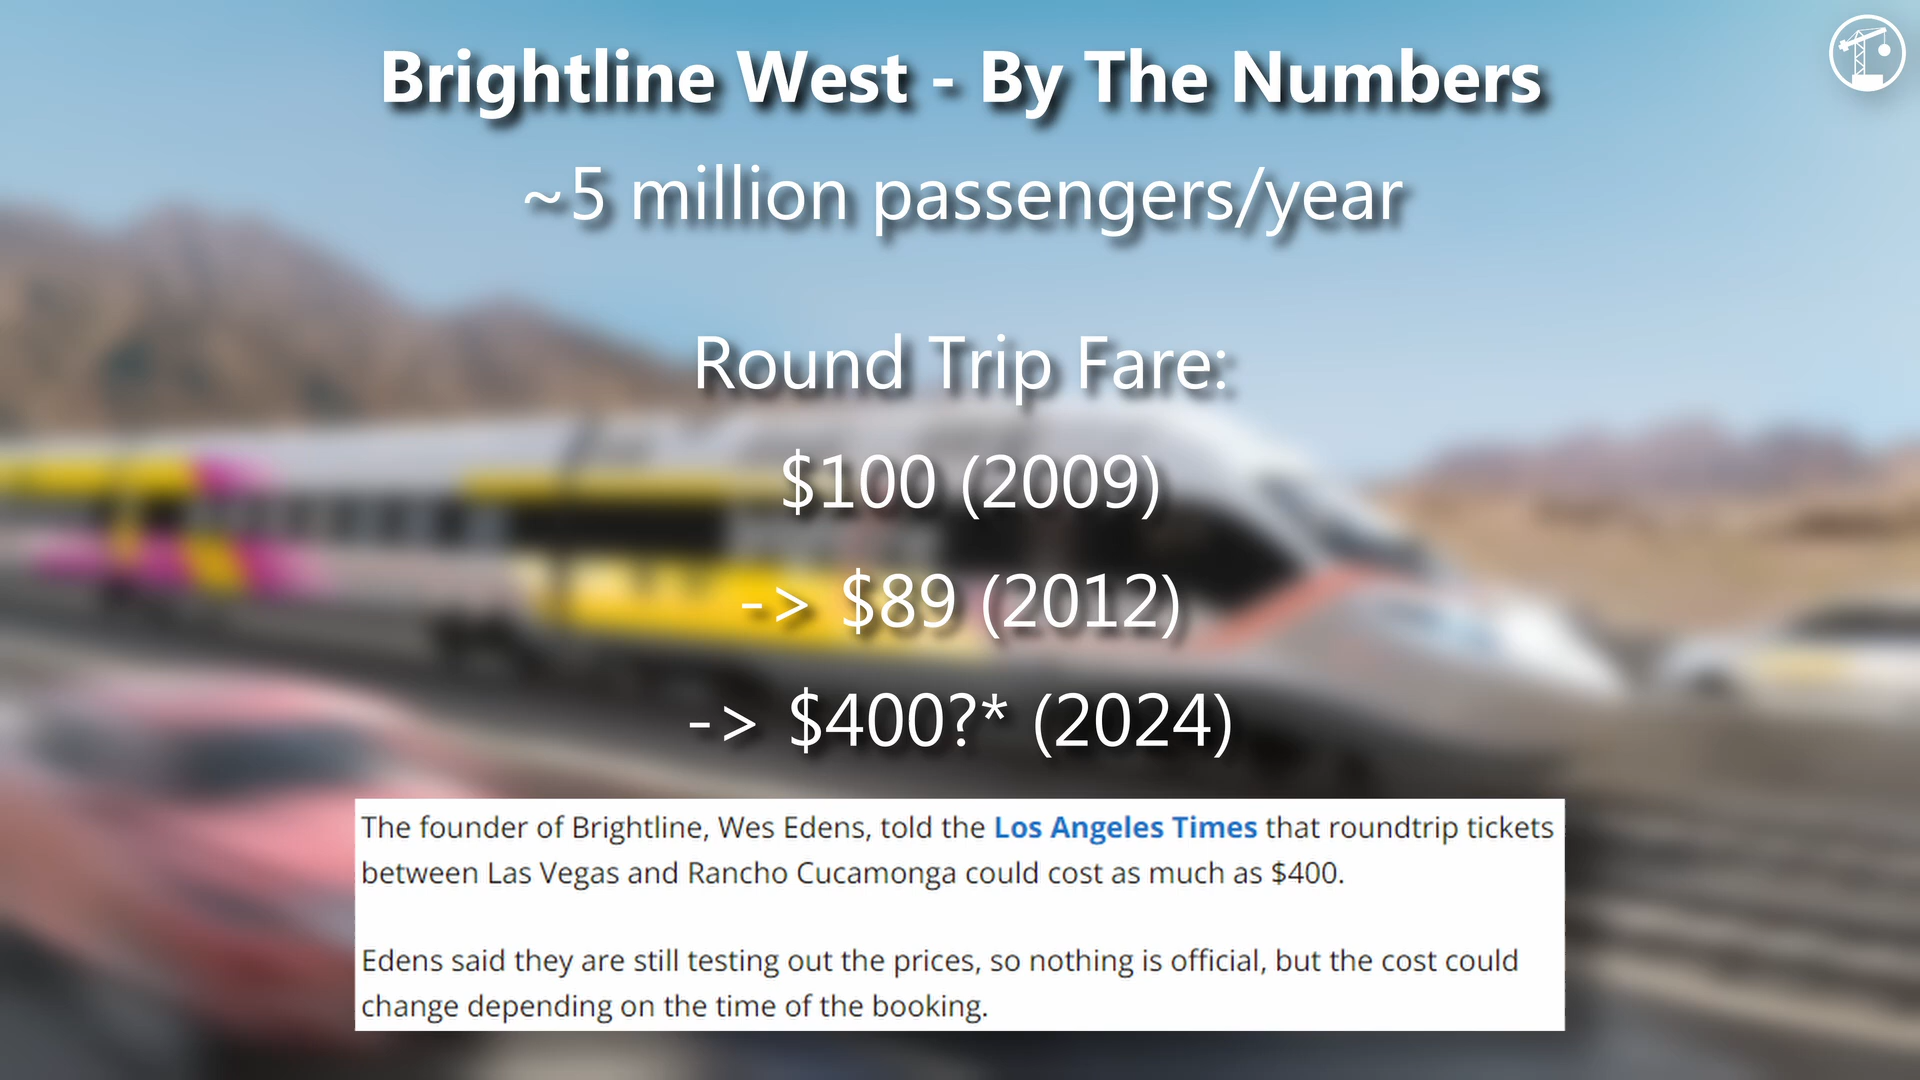 Brightline West - By The Numbers
~5 million passengers/year
Round Trip Fare:
$100 (2009)
-> $89 (2012)
-> $400?* (2024)
The founder of Brightline, Wes Edens, told the Los Angeles Times that roundtrip tickets
between Las Vegas and Rancho Cucamonga could cost as much as $400.
Edens said they are still testing out the prices, so nothing is official, but the cost could
change depending on the time of the booking.